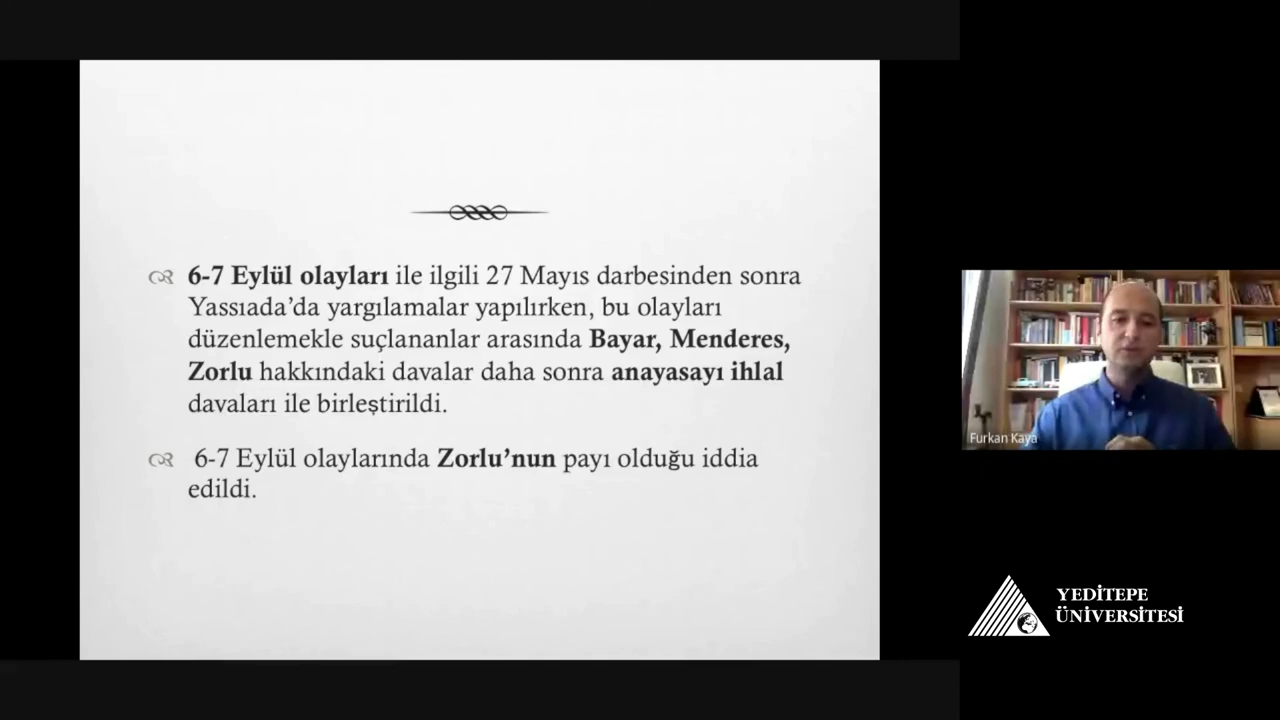 6-7 Eylül olayları ile ilgili 27 Mayıs darbesinden sonra
Yassıada’da yargılamalar yapılırken, bu olayları
düzenlemekle suçlananlar arasında Bayar, Menderes,
Zorlu hakkındaki davalar daha sonra anayasayı ihlal
davaları ile birleştirildi.
6-7 Eylül olaylarında Zorlu’nun payı olduğu iddia
edildi.
Furkan Kaya
YEDİTEPE
ÜNİVERSİTESİ